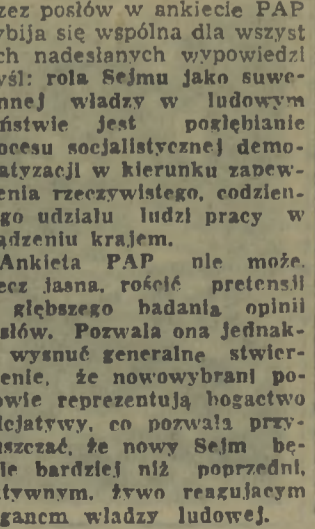 zez posłów w ankiecie PAP
ybija się wspólna dla wszyst
ch nadesłanych wypowiedzi
yśl: rola Sejmu jako suwe-
nnej władzy w ludowym
ństwie jest pogłębianie
ocesu socjalistycznej demo-
atyzacji w kierunku zapew-
enia rzeczywistego, codzien-
go udziału ludzi pracy w
ądzeniu krajem.
Ankieta PAP nie może,
ecz jasna, rościć pretensji
głębszego badania opinii
słów. Pozwala ona jednak-
wysnuć generalne stwier-
enie, że nowowybrani po-
owie reprezentują bogactwo
icjatywy, co pozwala przy-
uszczać, że nowy Sejm bę-
le bardziej niż poprzedni,
tywnym, żywo reagującym
ganem władzy ludowej.